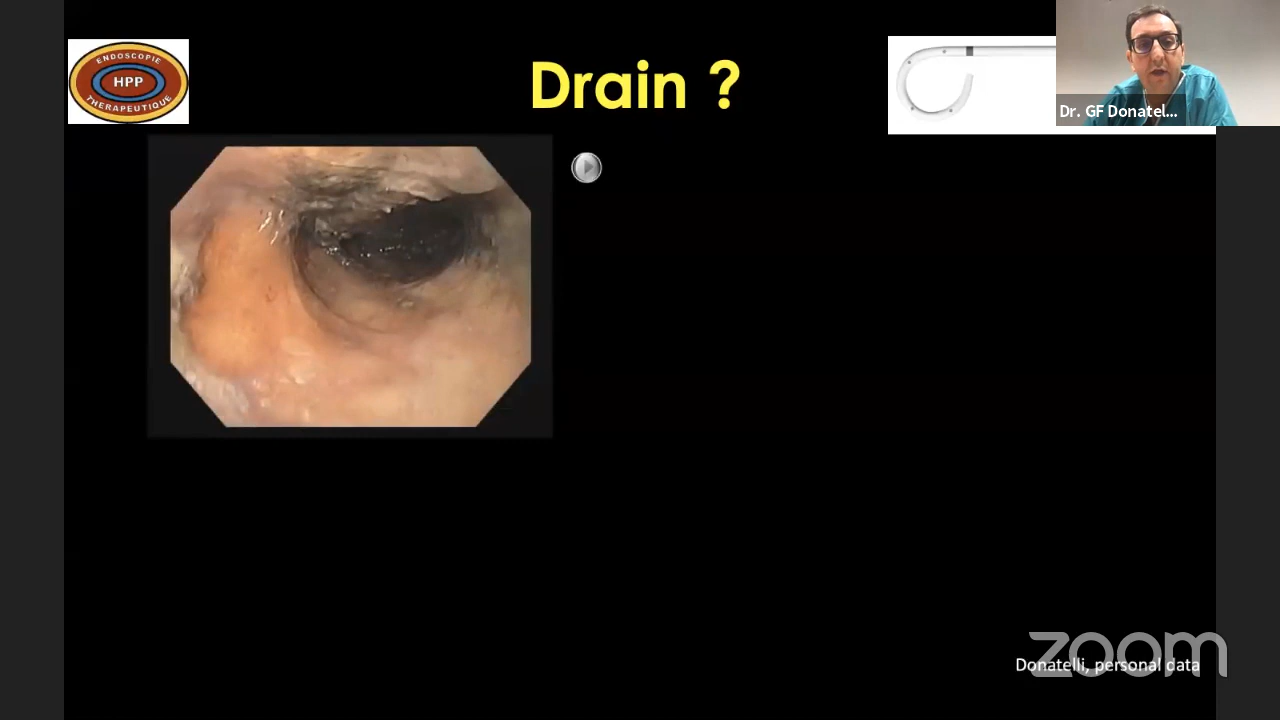 ENDOSCOPIE
HPP
THERAPEUTIQUE
Drain ?
Dr. GF Donatel...
zoom
Donatelli, personal data